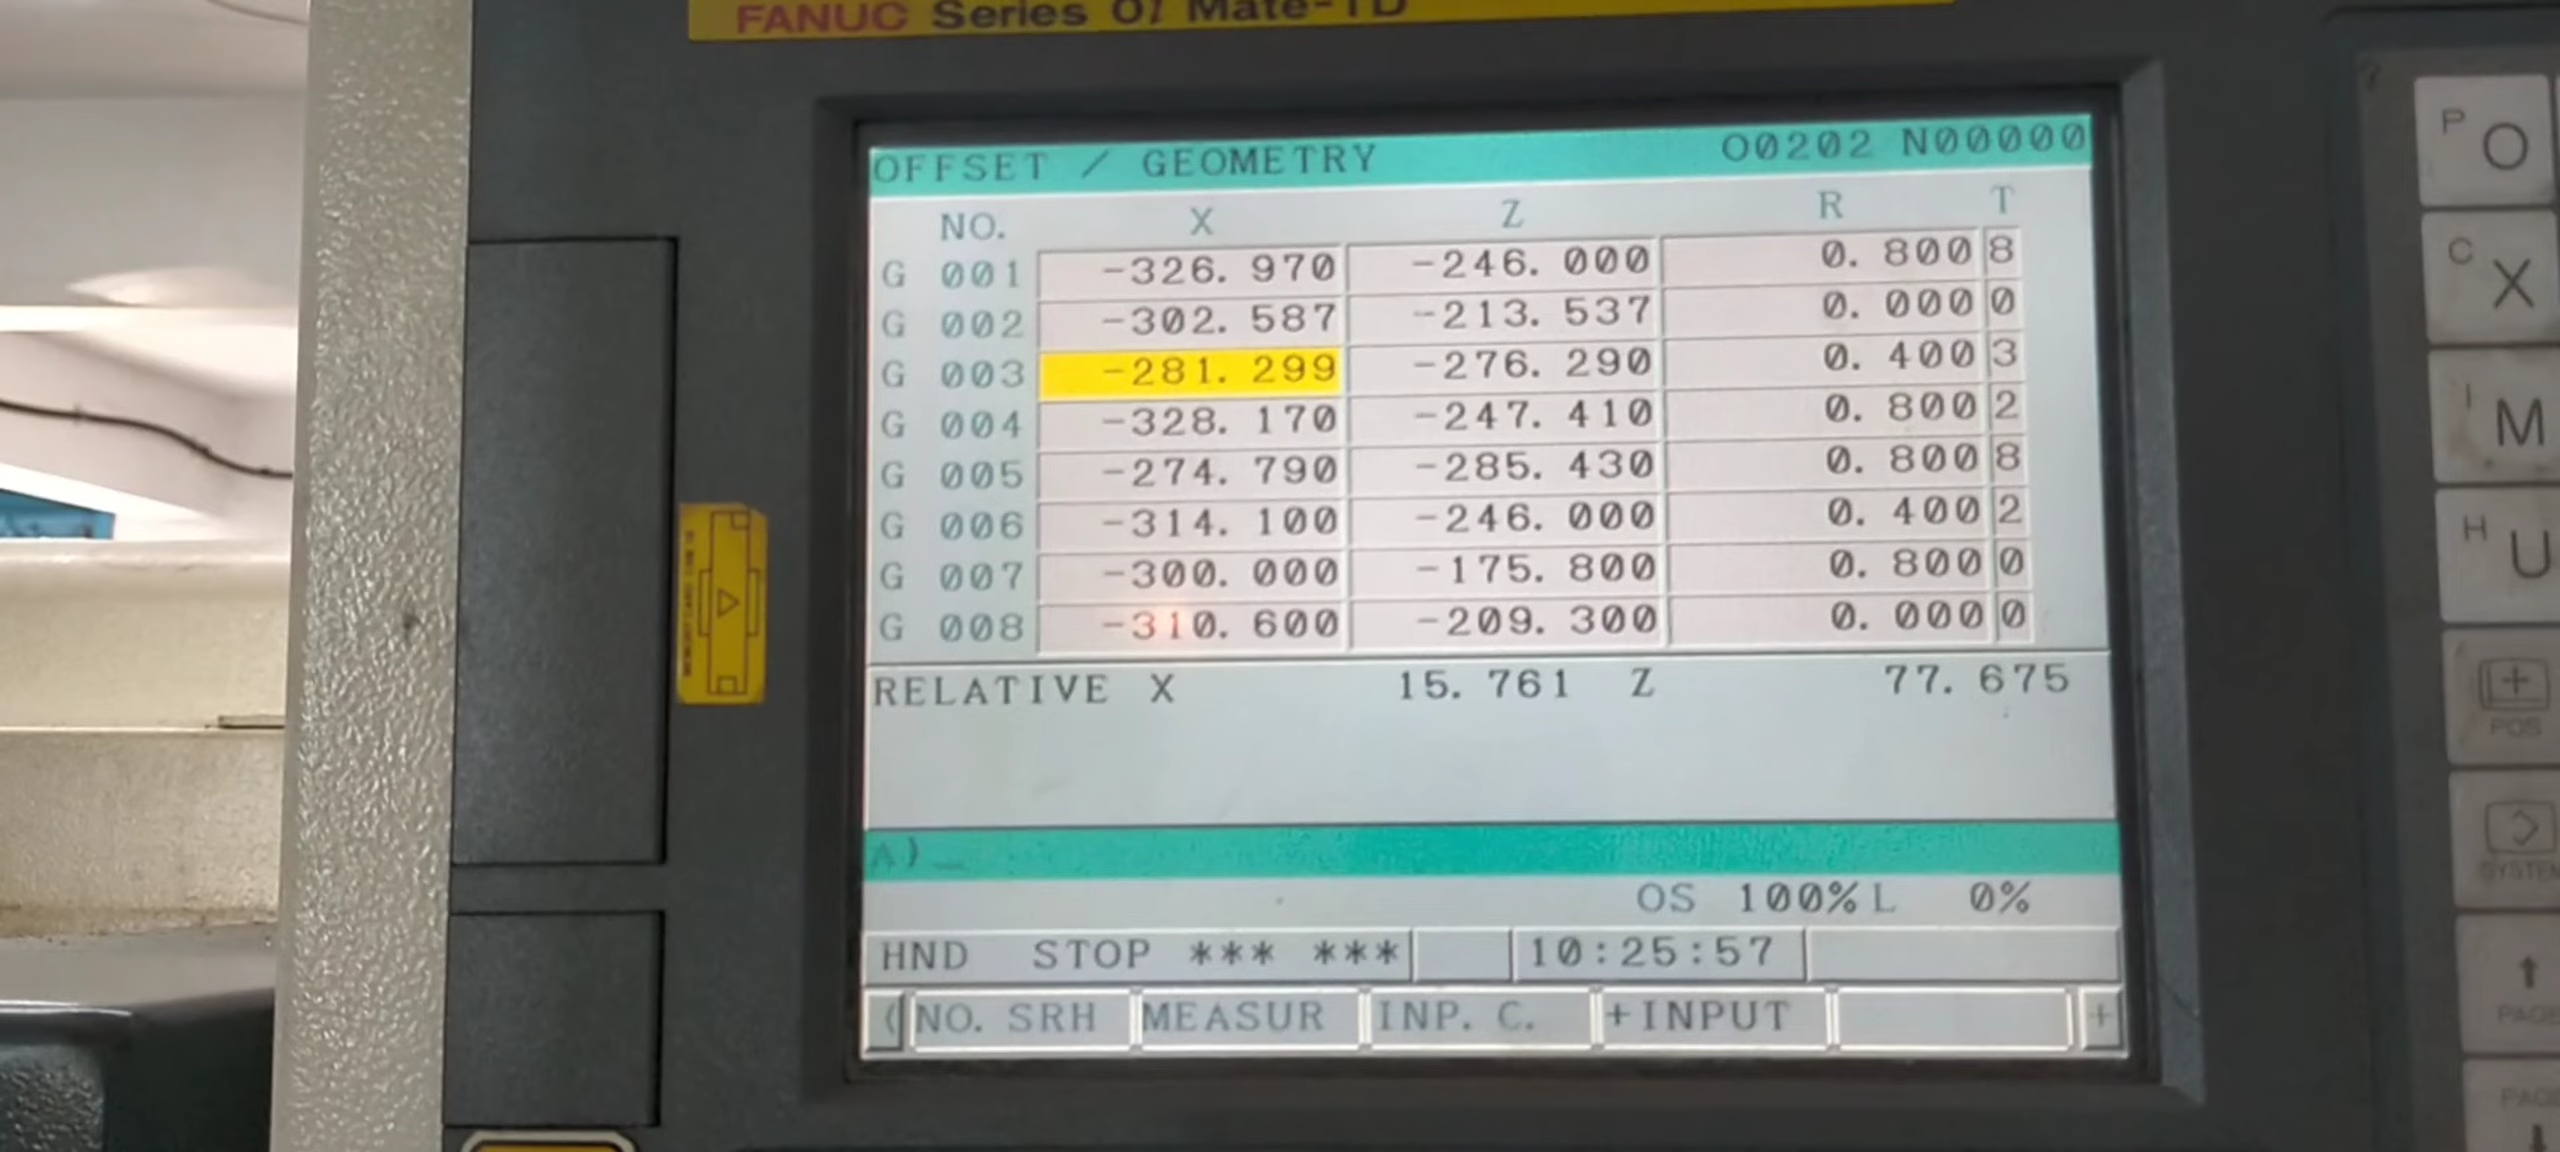 FANUC Series 0i Mate-TD
OFFSET / GEOMETRY O0202 N00000
NO. X Z R T
G 001 -326. 970 -246. 000 0. 800 8
G 002 -302. 587 -213. 537 0. 000 0
G 003 -281. 299 -276. 290 0. 400 3
G 004 -328. 170 -247. 410 0. 800 2
G 005 -274. 790 -285. 430 0. 800 8
G 006 -314. 100 -246. 000 0. 400 2
G 007 -300. 000 -175. 800 0. 800 0
G 008 -310. 600 -209. 300 0. 000 0
RELATIVE X 15. 761 Z 77. 675
A)_
OS 100% L 0%
HND STOP *** *** 10:25:57
( NO. SRH MEASUR INP. C. +INPUT +
P O
C X
I M
H U
POS
SYSTEM
PAGE
PAGE